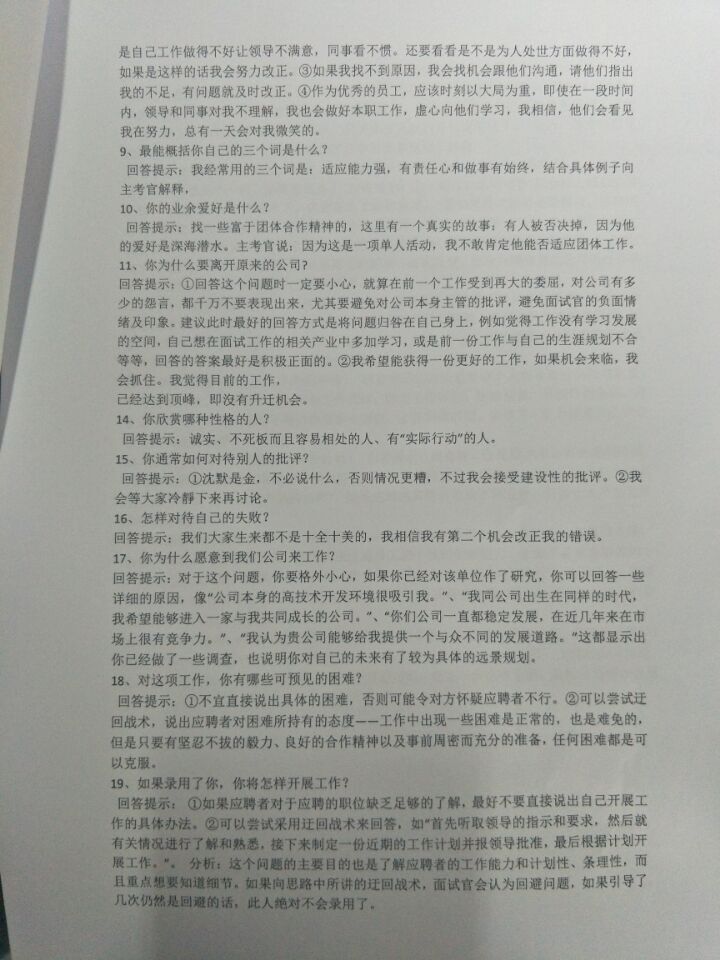 是自己工作做得不好让领导不满意，同事看不惯。还要看看是不是为人处世方面做得不好，
如果是这样的话我会努力改正。③如果我找不到原因，我会找机会跟他们沟通，请他们指出
我的不足，有问题就及时改正。④作为优秀的员工，应该时刻以大局为重，即使在一段时间
内，领导和同事对我不理解，我也会做好本职工作，虚心向他们学习，我相信，他们会看见
我在努力，总有一天会对我微笑的。
9、最能概括你自己的三个词是什么？
回答提示：我经常用的三个词是：适应能力强，有责任心和做事有始终，结合具体例子向
主考官解释，
10、你的业余爱好是什么？
回答提示：找一些富于团体合作精神的，这里有一个真实的故事：有人被否决掉，因为他
的爱好是深海潜水。主考官说：因为这是一项单人活动，我不敢肯定他能否适应团体工作。
11、你为什么要离开原来的公司?
回答提示：①回答这个问题时一定要小心，就算在前一个工作受到再大的委屈，对公司有多
少的怨言，都千万不要表现出来，尤其要避免对公司本身主管的批评，避免面试官的负面情
绪及印象。建议此时最好的回答方式是将问题归咎在自己身上，例如觉得工作没有学习发展
的空间，自己想在面试工作的相关产业中多加学习，或是前一份工作与自己的生涯规划不合
等等，回答的答案最好是积极正面的。②我希望能获得一份更好的工作，如果机会来临，我
会抓住。我觉得目前的工作，
已经达到顶峰，即沒有升迁机会。
14、你欣赏哪种性格的人？
回答提示：诚实、不死板而且容易相处的人、有"实际行动"的人。
15、你通常如何对待别人的批评？
回答提示：①沈默是金，不必说什么，否则情况更糟，不过我会接受建设性的批评。②我
会等大家冷靜下来再讨论。
16、怎样对待自己的失败？
回答提示：我们大家生来都不是十全十美的，我相信我有第二个机会改正我的错误。
17、你为什么愿意到我们公司来工作？
回答提示：对于这个问题，你要格外小心，如果你已经对该单位作了研究，你可以回答一些
详细的原因，像"公司本身的高技术开发环境很吸引我。"、"我同公司出生在同样的时代，
我希望能够进入一家与我共同成长的公司。"、"你们公司一直都稳定发展，在近几年来在市
场上很有竞争力。"、"我认为贵公司能够给我提供一个与众不同的发展道路。"这都显示出
你已经做了一些调查，也说明你对自己的未来有了较为具体的远景规划。
18、对这项工作，你有哪些可预见的困难？
回答提示：①不宜直接说出具体的困难，否则可能令对方怀疑应聘者不行。②可以尝试迂
回战术，说出应聘者对困难所持有的态度——工作中出现一些困难是正常的，也是难免的，
但是只要有坚忍不拔的毅力、良好的合作精神以及事前周密而充分的准备，任何困难都是可
以克服。
19、如果录用了你，你将怎样开展工作？
回答提示： ①如果应聘者对于应聘的职位缺乏足够的了解，最好不要直接说出自己开展工
作的具体办法。②可以尝试采用迂回战术来回答，如"首先听取领导的指示和要求，然后就
有关情况进行了解和熟悉，接下来制定一份近期的工作计划并报领导批准，最后根据计划开
展工作。"。 分析：这个问题的主要目的也是了解应聘者的工作能力和计划性、条理性，而
且重点想要知道细节。如果向思路中所讲的迂回战术，面试官会认为回避问题，如果引导了
几次仍然是回避的话，此人绝对不会录用了。